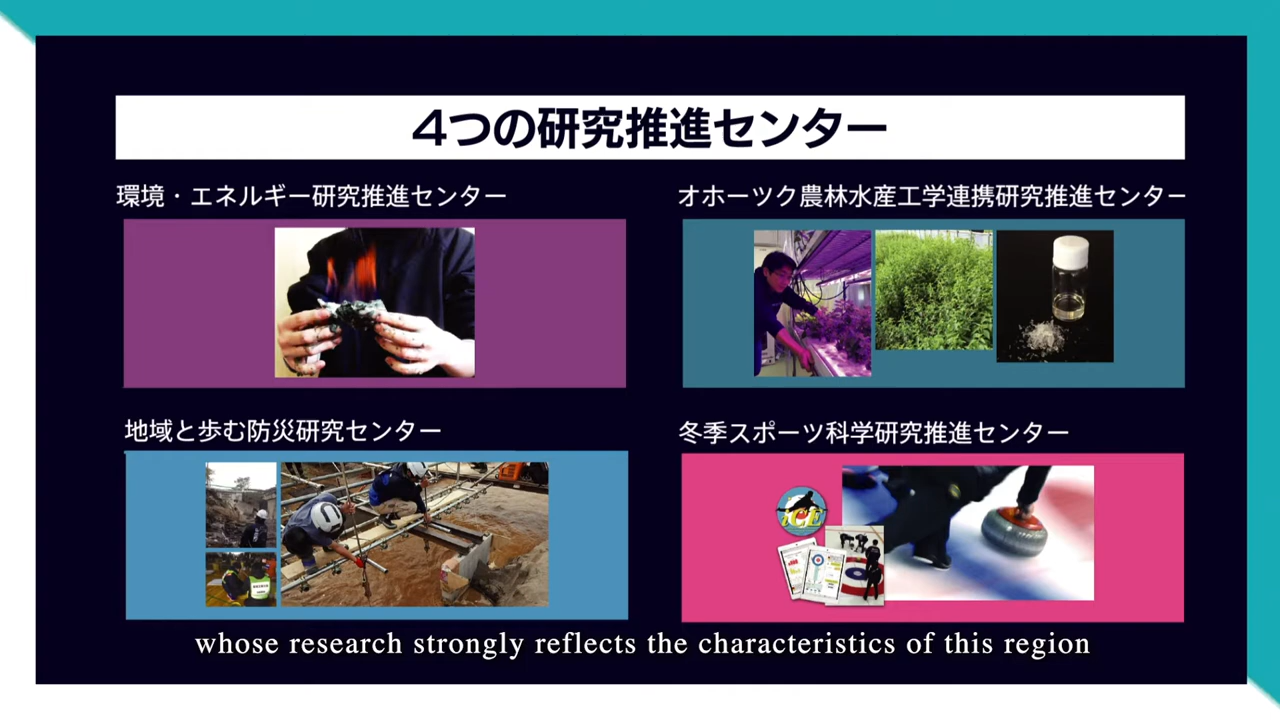 4つの研究推進センター
環境・エネルギー研究推進センター
オホーツク農林水産工学連携研究推進センター
地域と歩む防災研究センター
冬季スポーツ科学研究推進センター
iCE
whose research strongly reflects the characteristics of this region